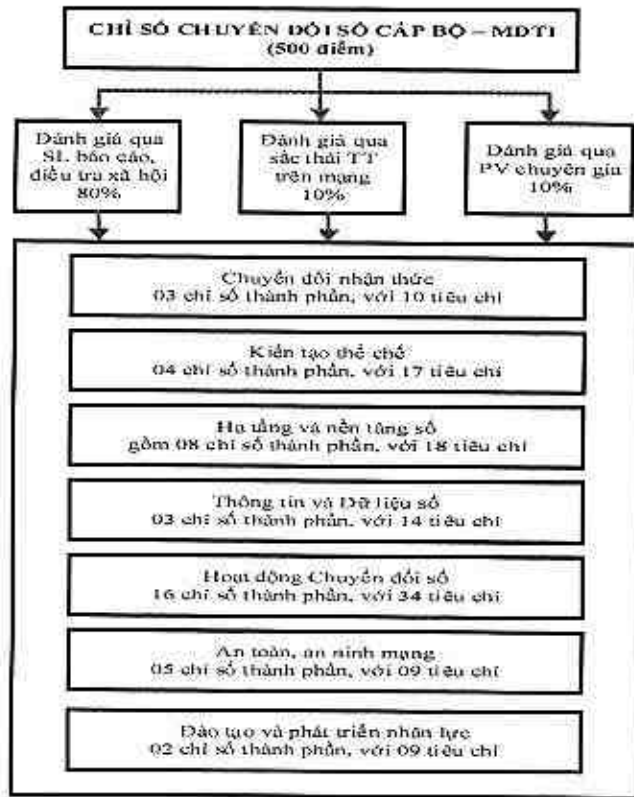 CHỈ SỐ CHUYỂN ĐỔI SỐ CẤP BỘ – MDTI
(500 điểm)
Đánh giá qua
SL báo cáo,
điều tra xã hội
80%
Đánh giá qua
sắc thái TT
trên mạng
10%
Đánh giá qua
PV chuyên gia
10%
Chuyển đổi nhận thức
03 chỉ số thành phần, với 10 tiêu chí
Kiến tạo thể chế
04 chỉ số thành phần, với 17 tiêu chí
Hạ tầng và nền tảng số
gồm 08 chỉ số thành phần, với 18 tiêu chí
Thông tin và Dữ liệu số
03 chỉ số thành phần, với 14 tiêu chí
Hoạt động Chuyển đổi số
16 chỉ số thành phần, với 34 tiêu chí
An toàn, an ninh mạng
05 chỉ số thành phần, với 09 tiêu chí
Đào tạo và phát triển nhân lực
02 chỉ số thành phần, với 09 tiêu chí